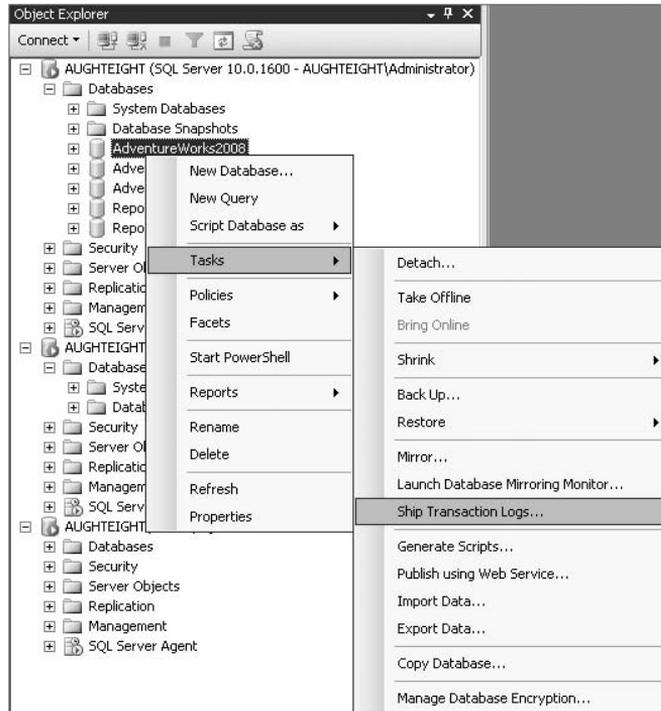 Object Explorer
Connect
AUGHTEIGHT (SQL Server 10.0.1600 - AUGHTEIGHT\Administrator)
Databases
System Databases
Database Snapshots
AdventureWorks2008
Adve
Adve
Repo
Repo
Security
Server Ol
Replicatic
Managem
SQL Serv
AUGHTEIGHT
Database
Syste
Datab
Security
Server Ol
Replicatic
Managem
SQL Serv
AUGHTEIGHT
Databases
Security
Server Objects
Replication
Management
SQL Server Agent
New Database...
New Query
Script Database as
Tasks
Policies
Facets
Start PowerShell
Reports
Rename
Delete
Refresh
Properties
Detach...
Take Offline
Bring Online
Shrink
Back Up...
Restore
Mirror...
Launch Database Mirroring Monitor...
Ship Transaction Logs...
Generate Scripts...
Publish using Web Service...
Import Data...
Export Data...
Copy Database...
Manage Database Encryption...